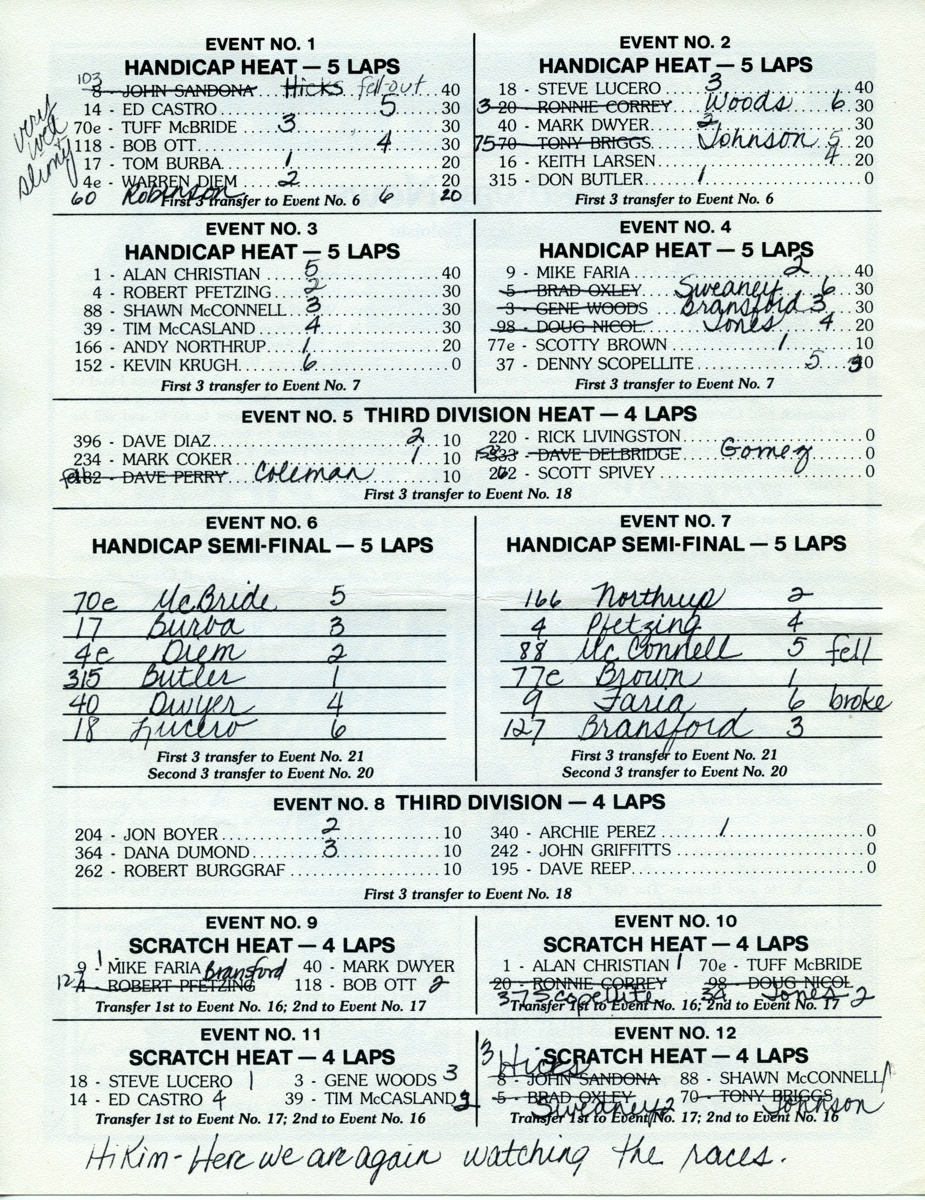 EVENT NO. 1
HANDICAP HEAT — 5 LAPS
103
8 - JOHN SANDONA Hicks fell out 40
14 - ED CASTRO 5 30
70e - TUFF McBRIDE 3 30
118 - BOB OTT 4 30
17 - TOM BURBA 1 20
4e - WARREN DIEM 2 20
60 Robinson 6 20
First 3 transfer to Event No. 6
very
wet
slimy
EVENT NO. 2
HANDICAP HEAT — 5 LAPS
18 - STEVE LUCERO 3 40
3 20 - RONNIE CORREY Woods 6 30
40 - MARK DWYER 2 30
75 70 - TONY BRIGGS Johnson 5 20
16 - KEITH LARSEN 4 20
315 - DON BUTLER 1 0
First 3 transfer to Event No. 6
EVENT NO. 3
HANDICAP HEAT — 5 LAPS
1 - ALAN CHRISTIAN 5 40
4 - ROBERT PFETZING 2 30
88 - SHAWN McCONNELL 3 30
39 - TIM McCASLAND 4 30
166 - ANDY NORTHRUP 1 20
152 - KEVIN KRUGH 6 0
First 3 transfer to Event No. 7
EVENT NO. 4
HANDICAP HEAT — 5 LAPS
9 - MIKE FARIA 2 40
5 - BRAD OXLEY Sweaney 6 30
3 - GENE WOODS Bransford 3 30
98 - DOUG NICOL Jones 4 20
77e - SCOTTY BROWN 1 10
37 - DENNY SCOPELLITE 5 30
First 3 transfer to Event No. 7
EVENT NO. 5 THIRD DIVISION HEAT — 4 LAPS
396 - DAVE DIAZ 2 10
234 - MARK COKER 1 10
182 - DAVE PERRY Coleman 10
220 - RICK LIVINGSTON 0
333 - DAVE DELBRIDGE Gomez 0
262 - SCOTT SPIVEY 0
First 3 transfer to Event No. 18
EVENT NO. 6
HANDICAP SEMI-FINAL — 5 LAPS
70e McBride 5
17 Burba 3
4e Diem 2
315 Butler 1
40 Dwyer 4
18 Lucero 6
First 3 transfer to Event No. 21
Second 3 transfer to Event No. 20
EVENT NO. 7
HANDICAP SEMI-FINAL — 5 LAPS
166 Northrup 2
4 Pfetzing 4
88 McConnell 5 fell
77e Brown 1
9 Faria 6 broke
127 Bransford 3
First 3 transfer to Event No. 21
Second 3 transfer to Event No. 20
EVENT NO. 8 THIRD DIVISION — 4 LAPS
204 - JON BOYER 2 10
364 - DANA DUMOND 3 10
262 - ROBERT BURGGRAF 10
340 - ARCHIE PEREZ 1 0
242 - JOHN GRIFFITTS 0
195 - DAVE REEP 0
First 3 transfer to Event No. 18
EVENT NO. 9
SCRATCH HEAT — 4 LAPS
9 - MIKE FARIA 1 40 - MARK DWYER
127 4 - ROBERT PFETZING Bransford 118 - BOB OTT 2
Transfer 1st to Event No. 16; 2nd to Event No. 17
EVENT NO. 10
SCRATCH HEAT — 4 LAPS
1 - ALAN CHRISTIAN 1 70e - TUFF McBRIDE
20 - RONNIE CORREY 98 - DOUG NICOL
37 Scopellite Jones 2
Transfer 1st to Event No. 16; 2nd to Event No. 17
EVENT NO. 11
SCRATCH HEAT — 4 LAPS
18 - STEVE LUCERO 1 3 - GENE WOODS 3
14 - ED CASTRO 4 39 - TIM McCASLAND 2
Transfer 1st to Event No. 17; 2nd to Event No. 16
EVENT NO. 12
SCRATCH HEAT — 4 LAPS
3 Hicks
8 - JOHN SANDONA 88 - SHAWN McCONNELL 1
5 - BRAD OXLEY 70 - TONY BRIGGS
Sweaney 2 Johnson
Transfer 1st to Event No. 17; 2nd to Event No. 16
Hi Kim - Here we are again watching the races.